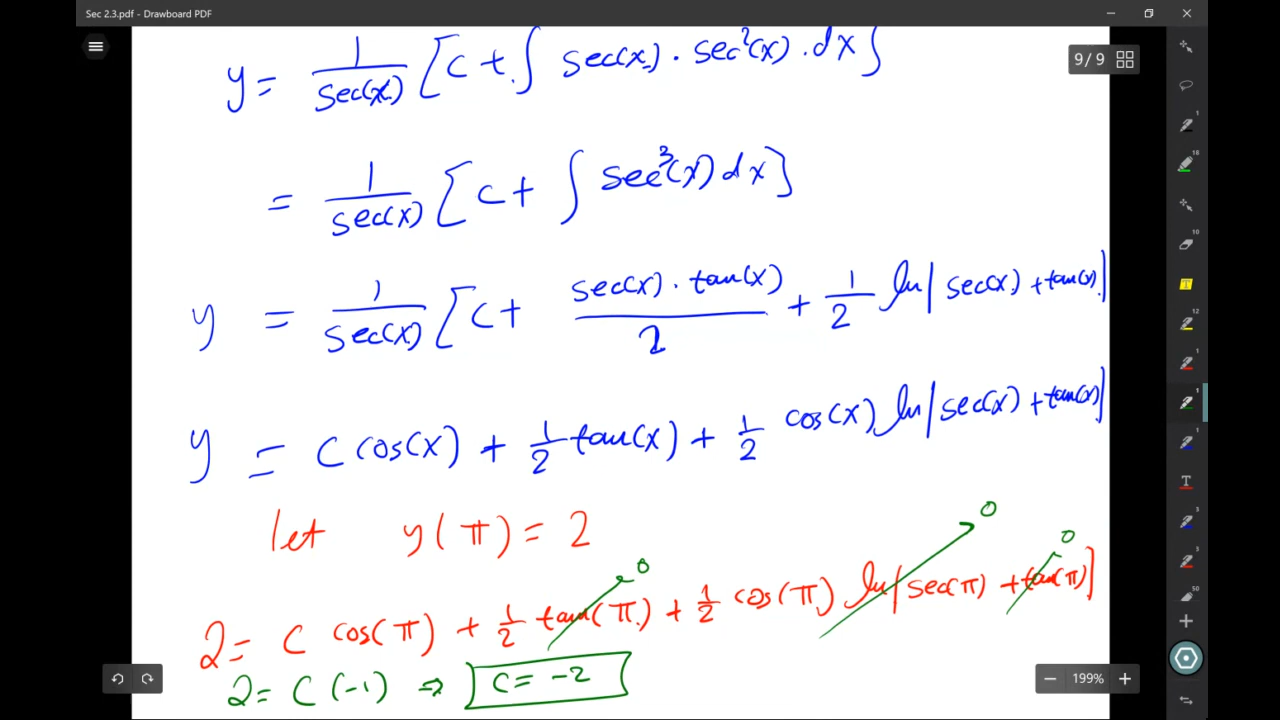 Sec 2.3.pdf - Drawboard PDF
9/9
y = 1/sec(x) [c + ∫ sec(x) · sec²(x) · dx]
= 1/sec(x) [c + ∫ sec³(x) dx]
y = 1/sec(x) [c + sec(x) · tan(x)/2 + 1/2 ln|sec(x) + tan(x)|
y = c cos(x) + 1/2 tan(x) + 1/2 cos(x) ln|sec(x) + tan(x)|
let y(π) = 2
0 0 0
2 = c cos(π) + 1/2 tan(π) + 1/2 cos(π) ln|sec(π) + tan(π)|
2 = c(-1) ⇒ c = -2
199%